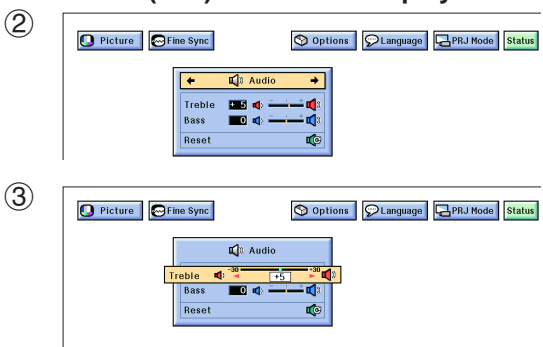 ②
Picture Fine Sync Options Language PRJ Mode Status
Audio
Treble +5
Bass 0
Reset
③
Picture Fine Sync Options Language PRJ Mode Status
Audio
Treble -30 +5 +30
Bass 0
Reset